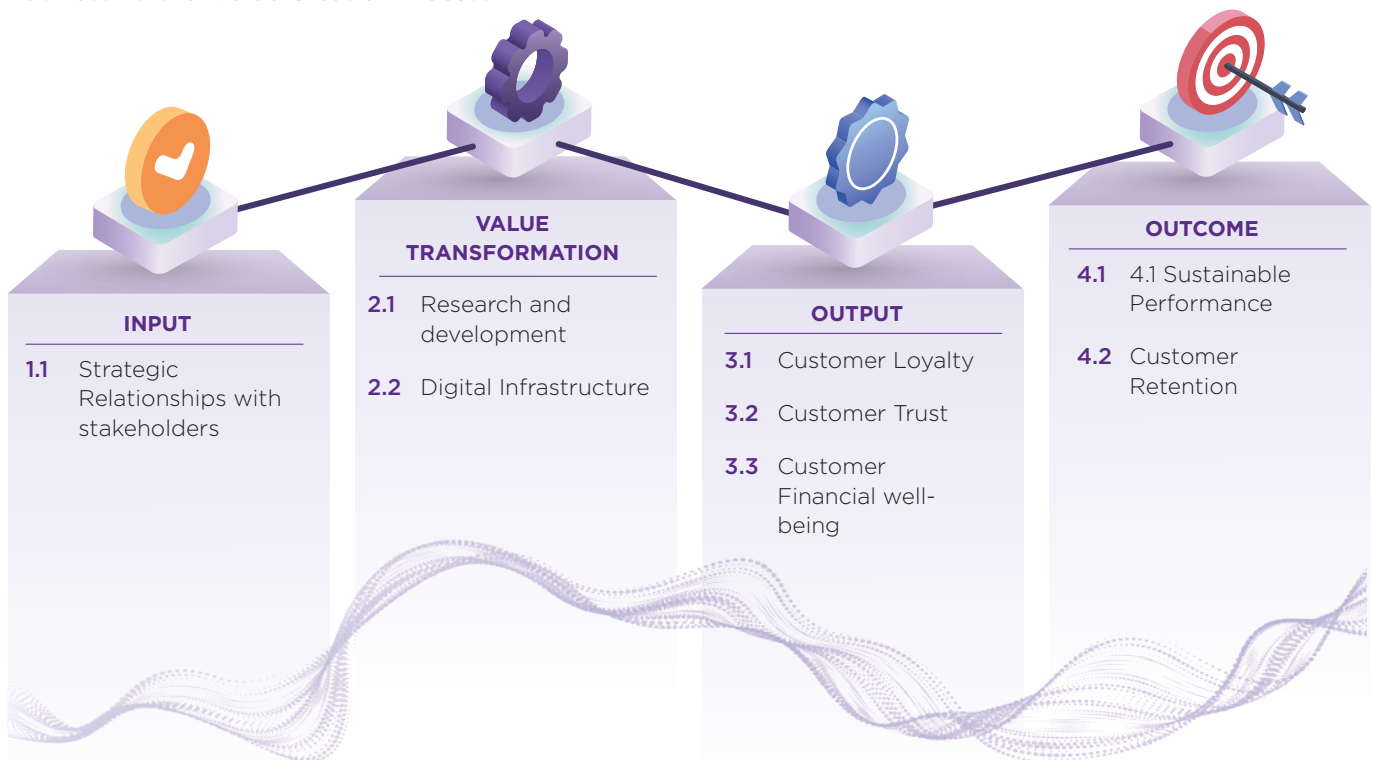 INPUT
1.1 Strategic
Relationships with
stakeholders
VALUE
TRANSFORMATION
2.1 Research and
development
2.2 Digital Infrastructure
OUTPUT
3.1 Customer Loyalty
3.2 Customer Trust
3.3 Customer
Financial well-
being
OUTCOME
4.1 4.1 Sustainable
Performance
4.2 Customer
Retention